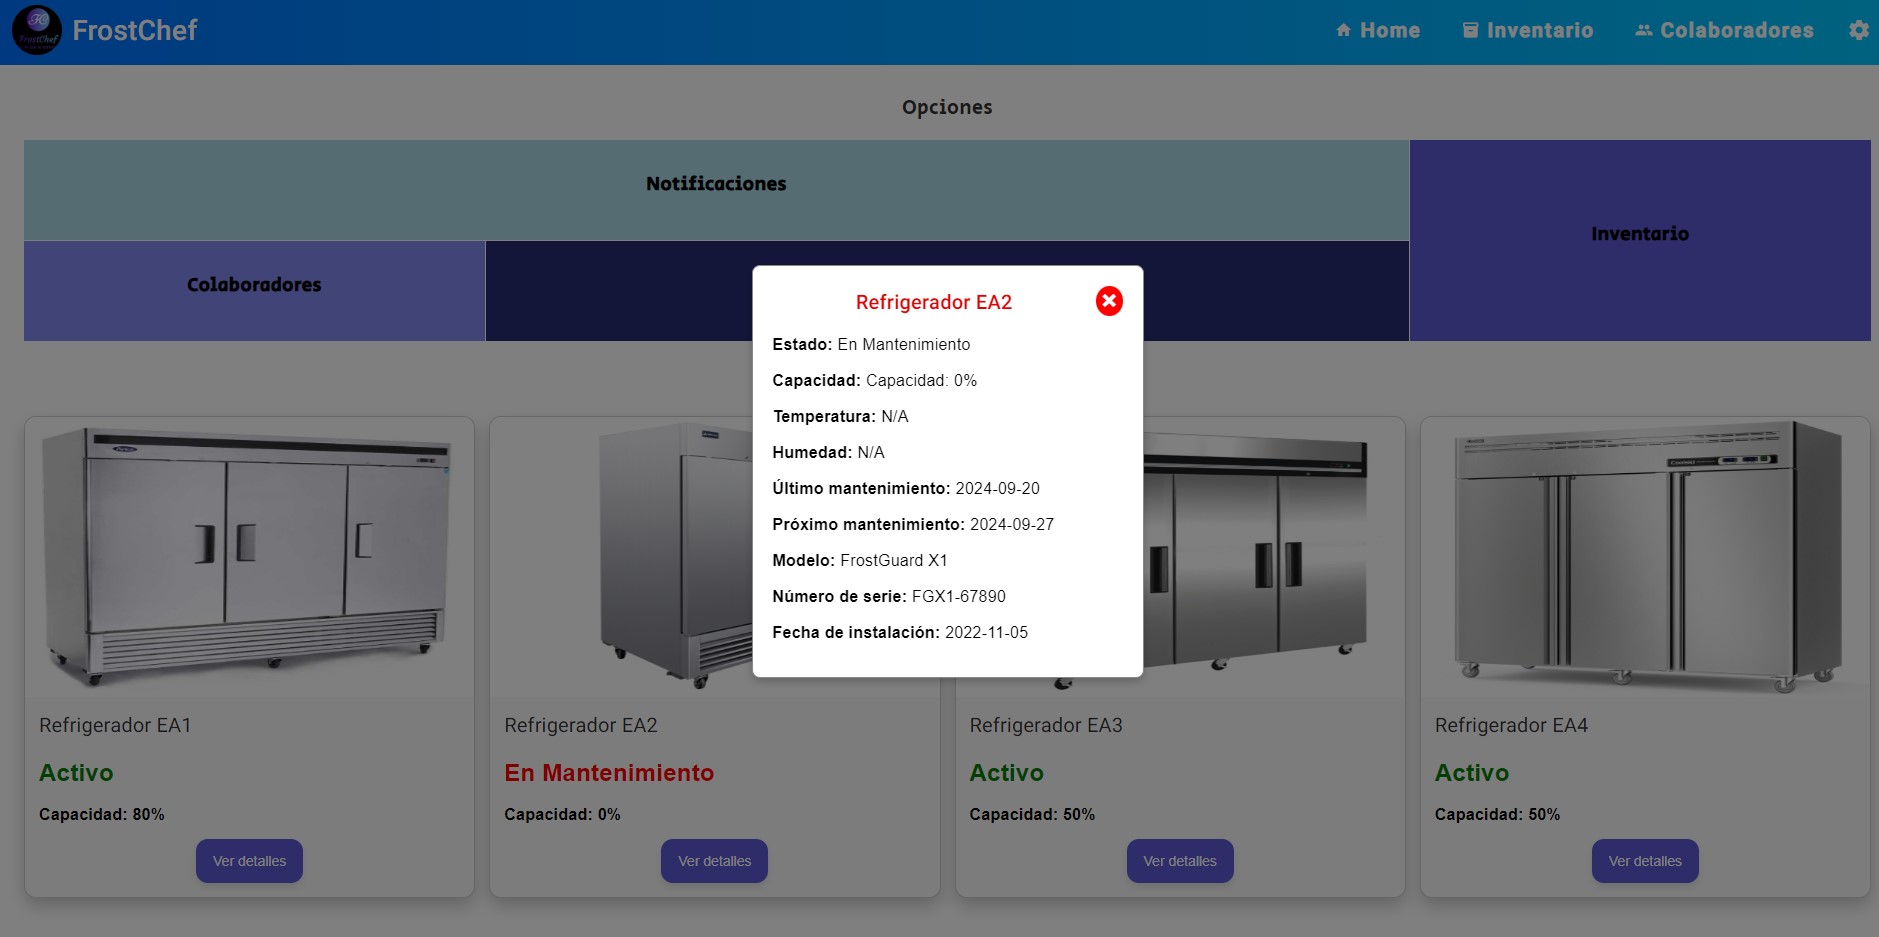 FrostChef
FrostChef
Home
Inventario
Colaboradores
Opciones
Notificaciones
Inventario
Colaboradores
Refrigerador EA2
Estado: En Mantenimiento
Capacidad: Capacidad: 0%
Temperatura: N/A
Humedad: N/A
Último mantenimiento: 2024-09-20
Próximo mantenimiento: 2024-09-27
Modelo: FrostGuard X1
Número de serie: FGX1-67890
Fecha de instalación: 2022-11-05
Refrigerador EA1
Activo
Capacidad: 80%
Ver detalles
Refrigerador EA2
En Mantenimiento
Capacidad: 0%
Ver detalles
Refrigerador EA3
Activo
Capacidad: 50%
Ver detalles
Refrigerador EA4
Activo
Capacidad: 50%
Ver detalles